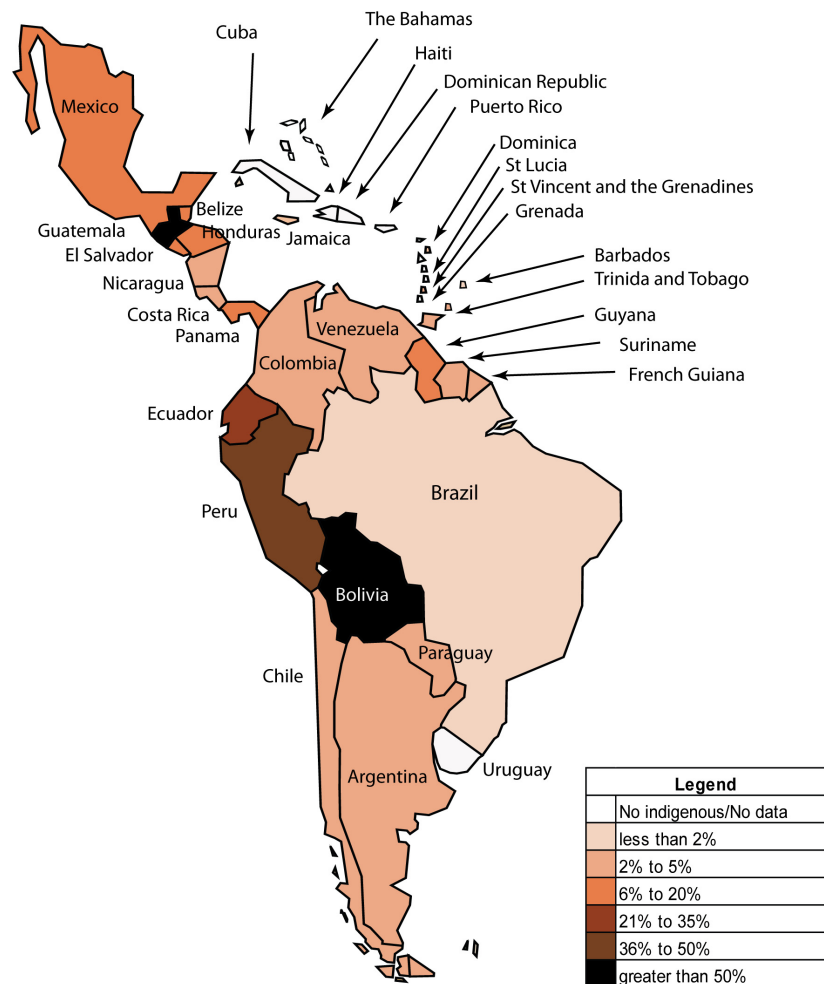 The Bahamas
Cuba
Haiti
Dominican Republic
Puerto Rico
Mexico
Dominica
St Lucia
St Vincent and the Grenadines
Grenada
Belize
Guatemala
Honduras
Jamaica
El Salvador
Barbados
Nicaragua
Trinida and Tobago
Costa Rica
Guyana
Panama
Venezuela
Suriname
Colombia
French Guiana
Ecuador
Brazil
Peru
Bolivia
Paraguay
Chile
Argentina
Uruguay
Legend
No indigenous/No data
less than 2%
2% to 5%
6% to 20%
21% to 35%
36% to 50%
greater than 50%